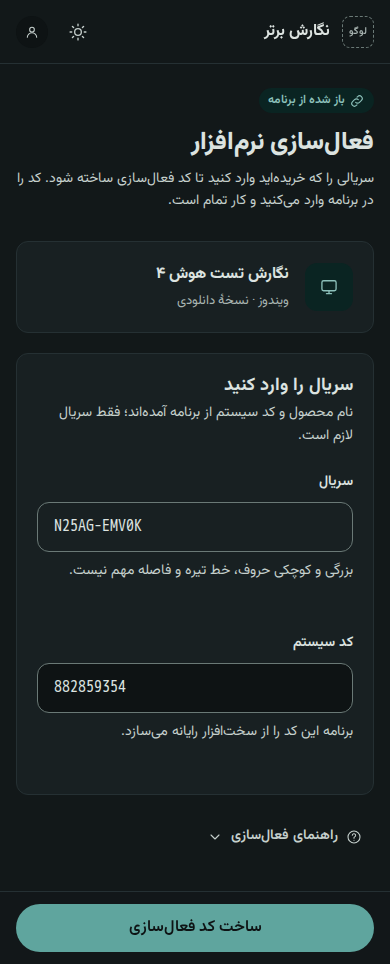 لوگو
نگارش برتر
باز شده از برنامه
فعال‌سازی نرم‌افزار
سریالی را که خریده‌اید وارد کنید تا کد فعال‌سازی ساخته شود. کد را
در برنامه وارد می‌کنید و کار تمام است.
نگارش تست هوش ۴
ویندوز · نسخهٔ دانلودی
سریال را وارد کنید
نام محصول و کد سیستم از برنامه آمده‌اند؛ فقط سریال
لازم است.
سریال
N25AG-EMV0K
بزرگی و کوچکی حروف، خط تیره و فاصله مهم نیست.
کد سیستم
882859354
برنامه این کد را از سخت‌افزار رایانه می‌سازد.
راهنمای فعال‌سازی
ساخت کد فعال‌سازی